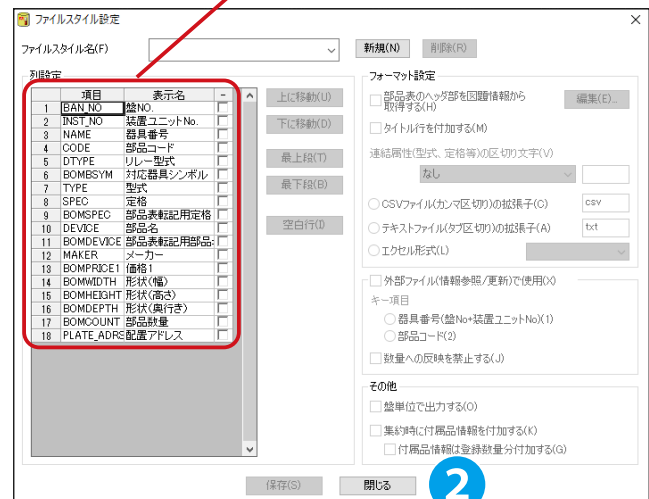 ファイルスタイル設定
ファイルスタイル名(F)
新規(N)
削除(R)
列設定
項目 表示名 -
1 BAN_NO 盤NO.
2 INST_NO 装置ユニットNo.
3 NAME 器具番号
4 CODE 部品コード
5 DTYPE リレー型式
6 BOMBSYM 対応器具シンボル
7 TYPE 型式
8 SPEC 定格
9 BOMSPEC 部品表転記用定格
10 DEVICE 部品名
11 BOMDEVICE 部品表転記用部品
12 MAKER メーカー
13 BOMPRICE1 価格1
14 BOMWIDTH 形状(幅)
15 BOMHEIGHT 形状(高さ)
16 BOMDEPTH 形状(奥行き)
17 BOMCOUNT 部品数量
18 PLATE_ADRS 配置アドレス
上に移動(U)
下に移動(D)
最上段(T)
最下段(B)
空白行(I)
フォーマット設定
部品表のヘッダ部を図題情報から
取得する(H)
編集(E)...
タイトル行を付加する(M)
連結属性(型式、定格等)の区切り文字(V)
なし
CSVファイル(カンマ区切り)の拡張子(C) csv
テキストファイル(タブ区切り)の拡張子(A) txt
エクセル形式(L)
外部ファイル(情報参照/更新)で使用(X)
キー項目
器具番号(盤No+装置ユニットNo)(1)
部品コード(2)
数量への反映を禁止する(J)
その他
盤単位で出力する(O)
集約時に付属品情報を付加する(K)
付属品情報は登録数量分付加する(G)
保存(S)
閉じる
2